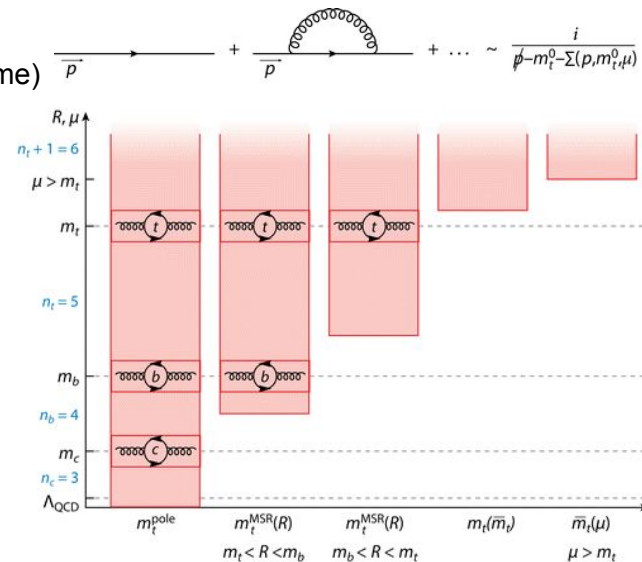 p + p + … ~ i
p̸−m_t^0−Σ(p,m_t^0,μ)
me)
R, μ
n_t + 1 = 6
μ > m_t
m_t t t t
n_t = 5
m_b b b
n_b = 4
m_c c
n_c = 3
Λ_QCD
m_t^pole m_t^MSR(R) m_t^MSR(R) m_t(m̅_t) m̅_t(μ)
m_t < R < m_b m_b < R < m_t μ > m_t